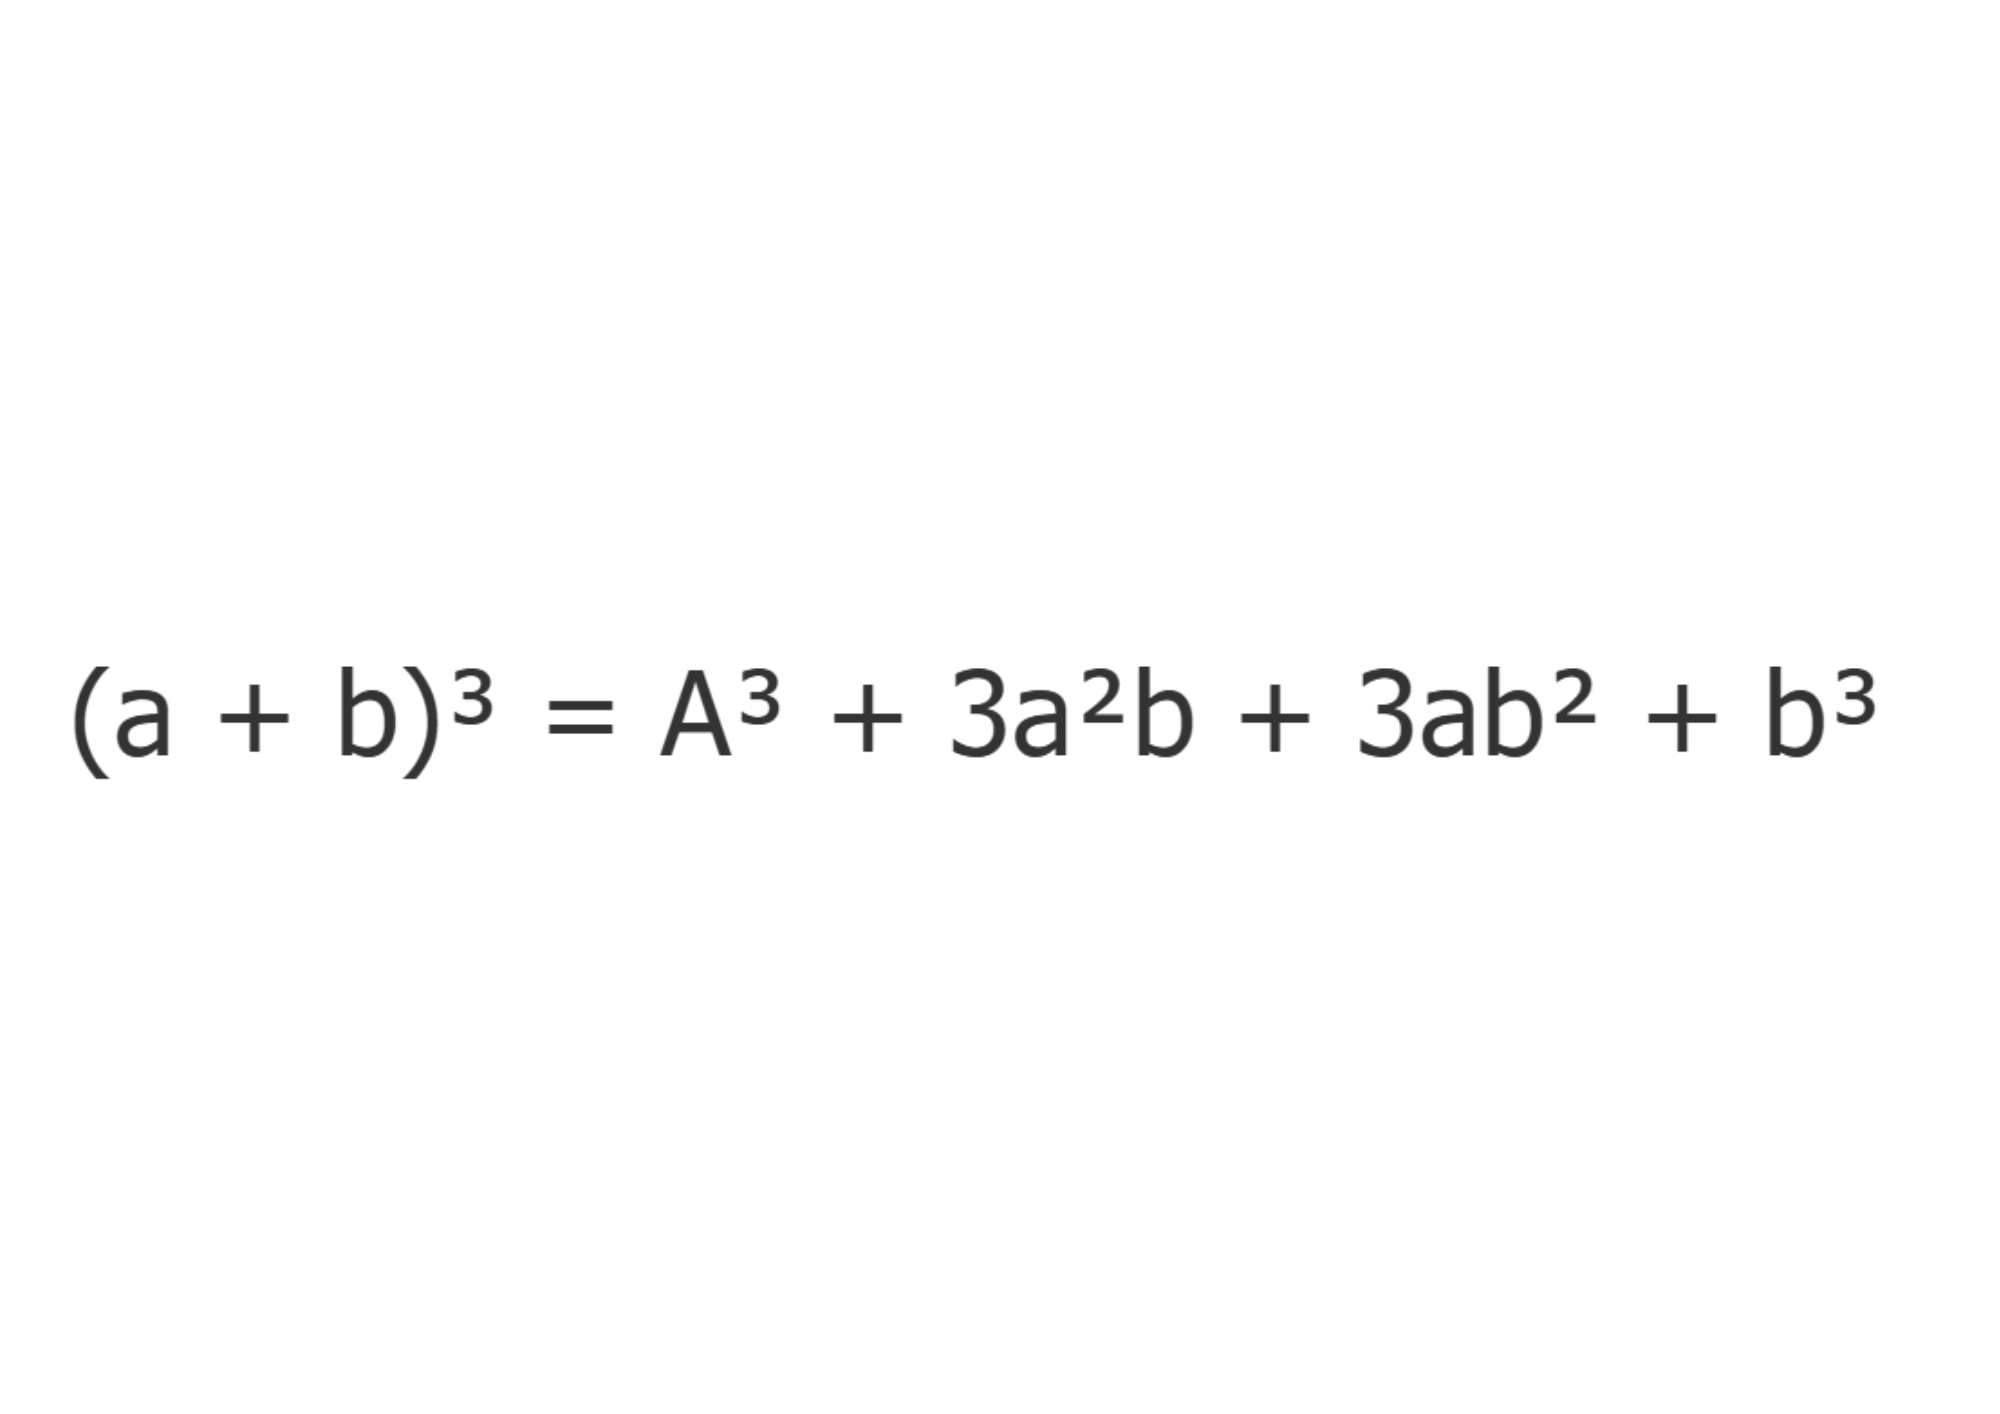 (a + b)³ = A³ + 3a²b + 3ab² + b³